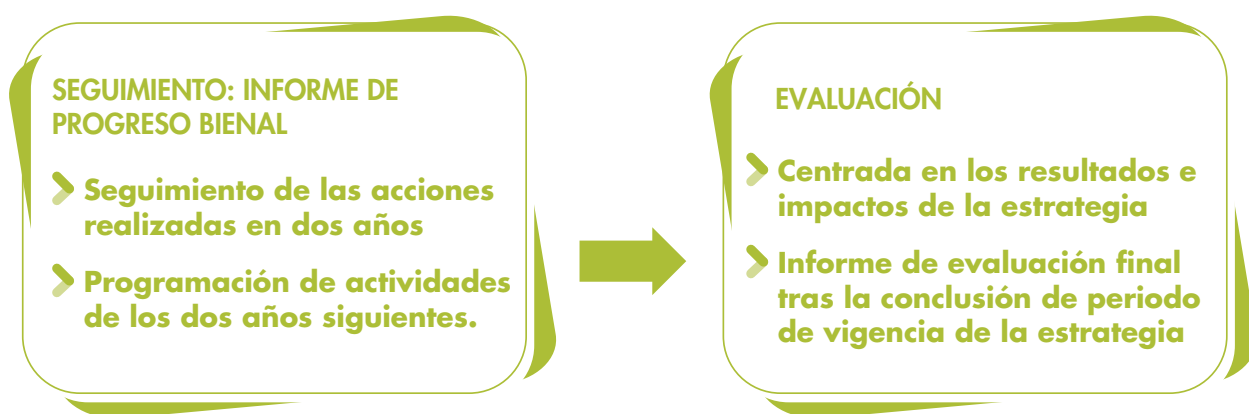 SEGUIMIENTO: INFORME DE
PROGRESO BIENAL
Seguimiento de las acciones
realizadas en dos años
Programación de actividades
de los dos años siguientes.
EVALUACIÓN
Centrada en los resultados e
impactos de la estrategia
Informe de evaluación final
tras la conclusión de periodo
de vigencia de la estrategia